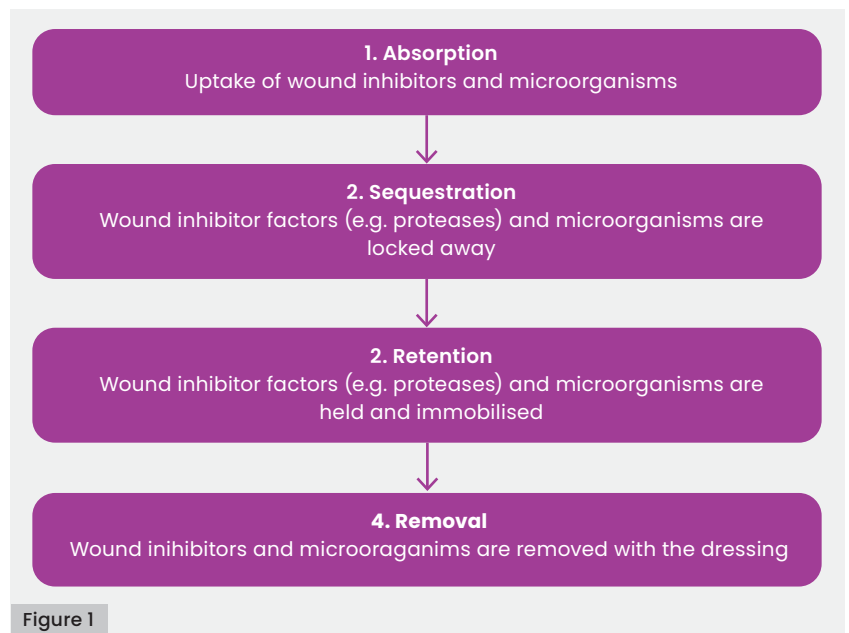 1. Absorption
Uptake of wound inhibitors and microorganisms
2. Sequestration
Wound inhibitor factors (e.g. proteases) and microorganisms are
locked away
2. Retention
Wound inhibitor factors (e.g. proteases) and microorganisms are
held and immobilised
4. Removal
Wound inihibitors and microoraganims are removed with the dressing
Figure 1